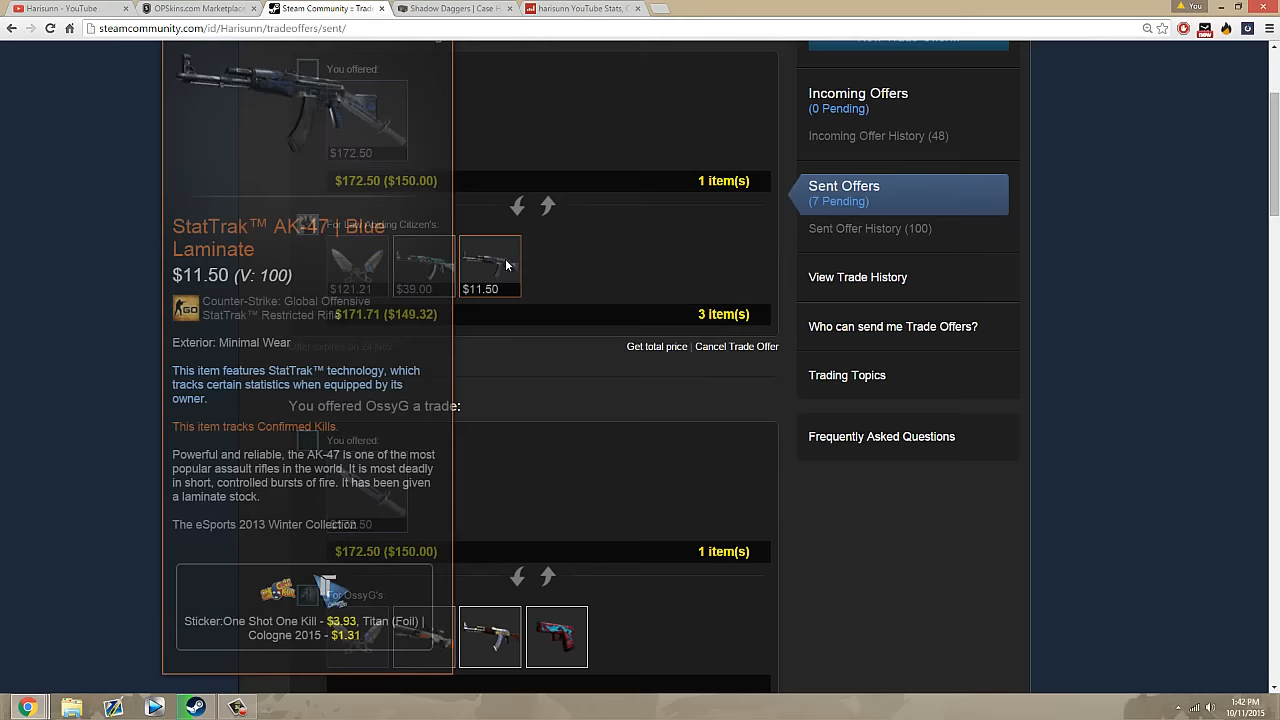 Harisunn - YouTube
OPSkins.com Marketplace
Steam Community :: Trade
Shadow Daggers | Case H
harisunn YouTube Stats, C
You
steamcommunity.com/id/Harisunn/tradeoffers/sent/
You offered:
$172.50
$172.50 ($150.00) 1 item(s)
For Law Abiding Citizen's:
StatTrak™ AK-47 | Blue
Laminate
$11.50 (V: 100)
$121.21 $39.00 $11.50
Counter-Strike: Global Offensive
StatTrak™ Restricted Rifle
$171.71 ($149.32) 3 item(s)
Exterior: Minimal Wear
Get total price | Cancel Trade Offer
This item features StatTrak™ technology, which
tracks certain statistics when equipped by its
owner.
You offered OssyG a trade:
This item tracks Confirmed Kills.
You offered:
Powerful and reliable, the AK-47 is one of the most
popular assault rifles in the world. It is most deadly
in short, controlled bursts of fire. It has been given
a laminate stock.
The eSports 2013 Winter Collection
$172.50
$172.50 ($150.00) 1 item(s)
For OssyG's:
Sticker:One Shot One Kill - $3.93, Titan (Foil) |
Cologne 2015 - $1.31
Incoming Offers
(0 Pending)
Incoming Offer History (48)
Sent Offers
(7 Pending)
Sent Offer History (100)
View Trade History
Who can send me Trade Offers?
Trading Topics
Frequently Asked Questions
1:42 PM
10/11/2015